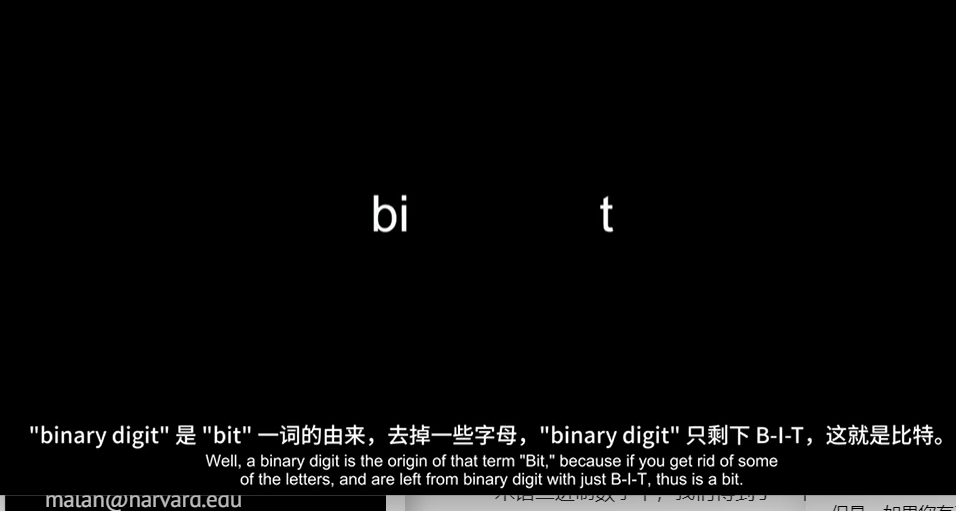 bi t
"binary digit" 是 "bit" 一词的由来，去掉一些字母，"binary digit" 只剩下 B-I-T，这就是比特。
Well, a binary digit is the origin of that term "Bit," because if you get rid of some
of the letters, and are left from binary digit with just B-I-T, thus is a bit.
malan@harvard.edu